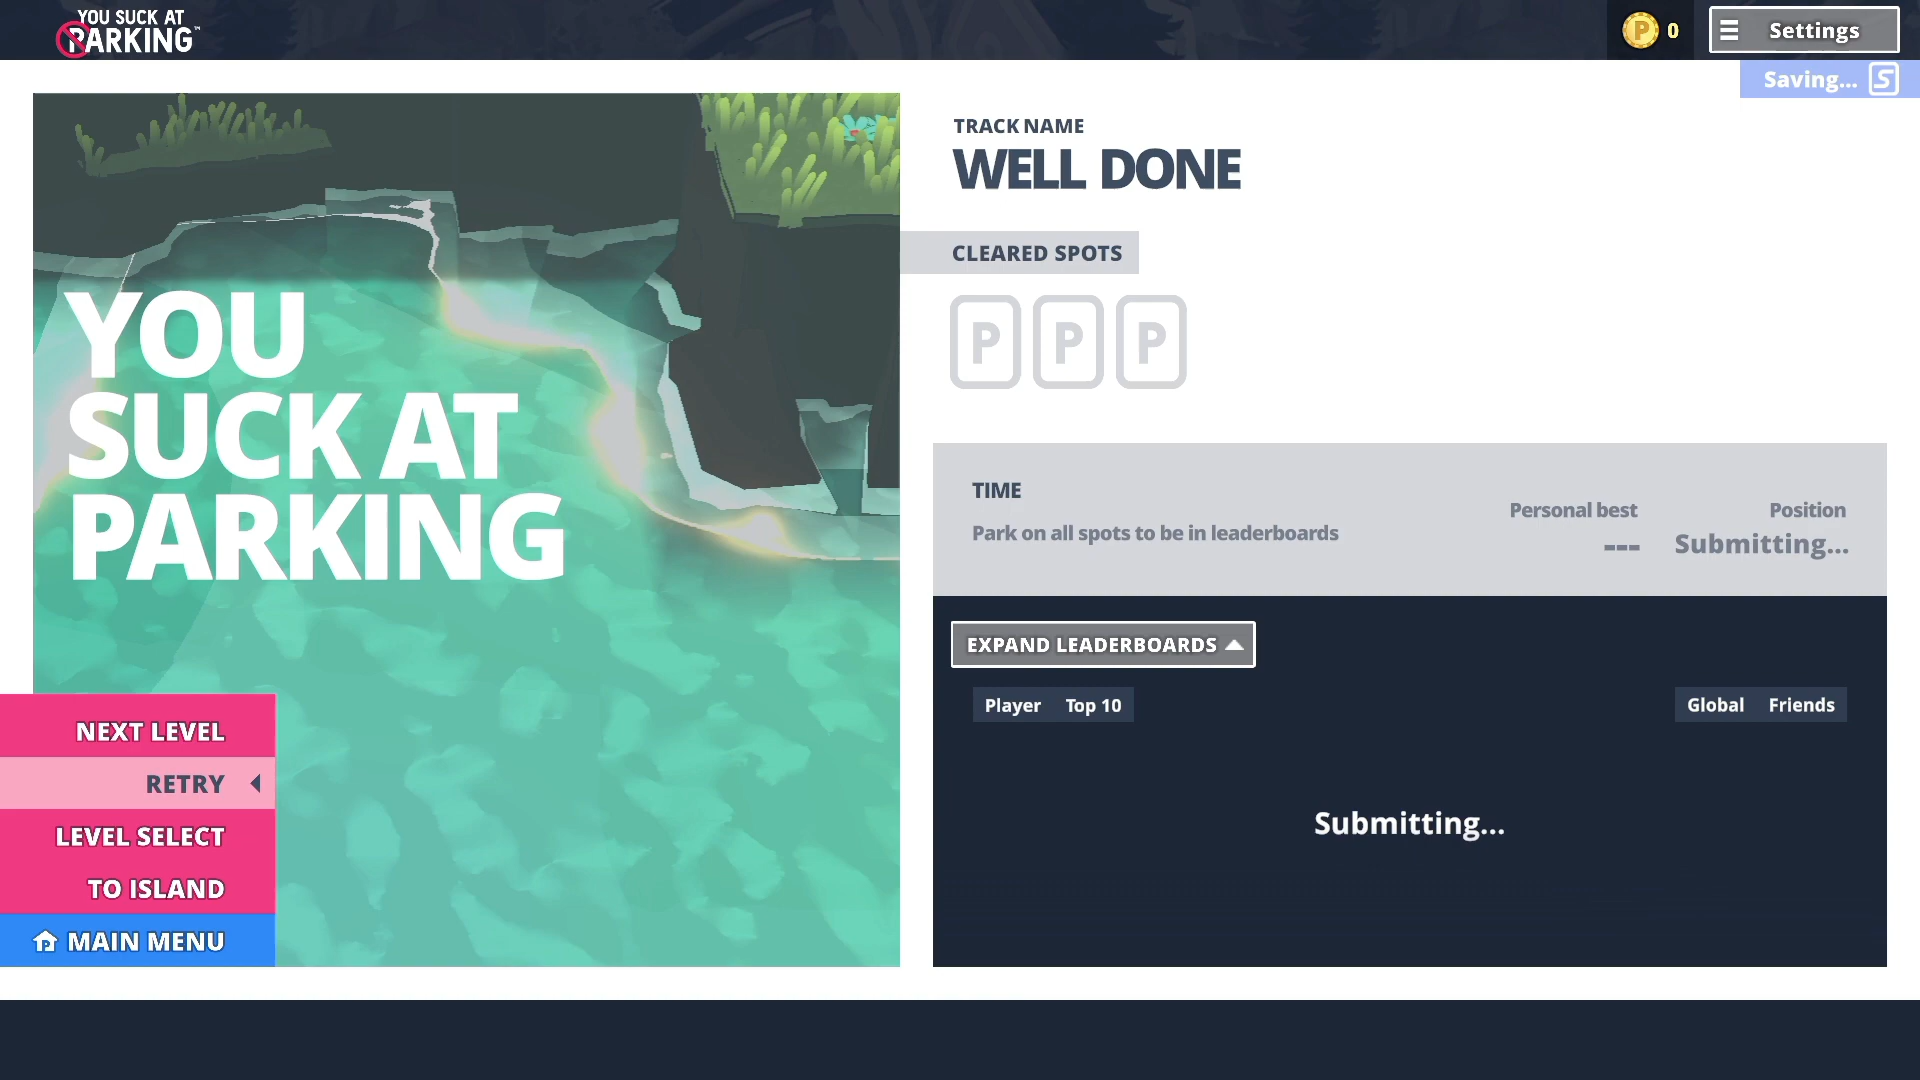 YOU SUCK AT
PARKING™
0
Settings
Saving... S
TRACK NAME
WELL DONE
CLEARED SPOTS
P P P
YOU
SUCK AT
PARKING
TIME
Park on all spots to be in leaderboards
Personal best
---
Position
Submitting...
EXPAND LEADERBOARDS
Player Top 10
Global Friends
Submitting...
NEXT LEVEL
RETRY
LEVEL SELECT
TO ISLAND
MAIN MENU